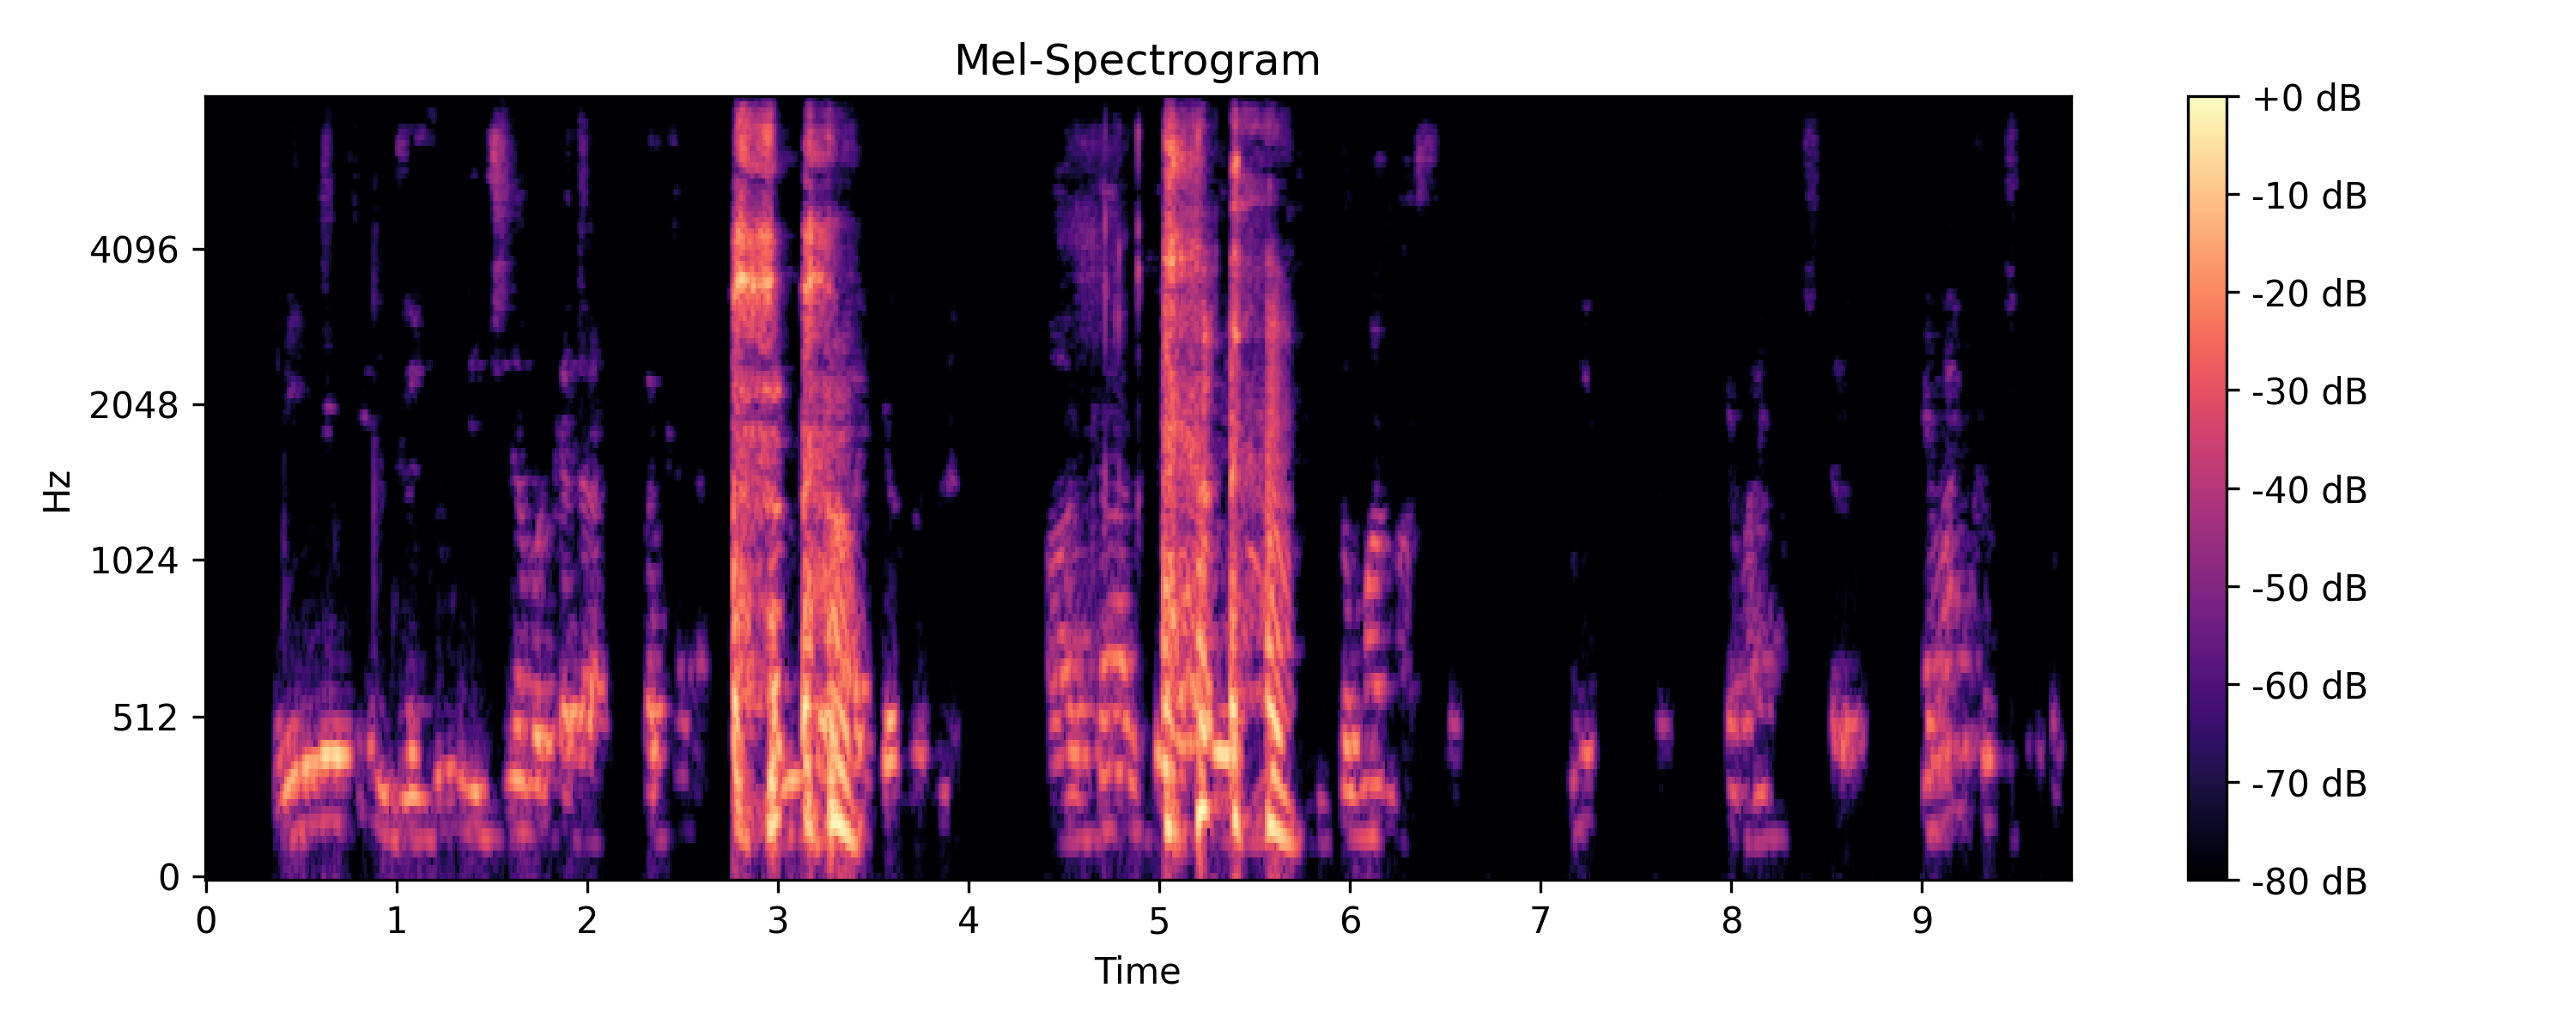 Mel-Spectrogram
+0 dB
-10 dB
-20 dB
-30 dB
-40 dB
-50 dB
-60 dB
-70 dB
-80 dB
4096
2048
1024
512
0
Hz
0 1 2 3 4 5 6 7 8 9
Time